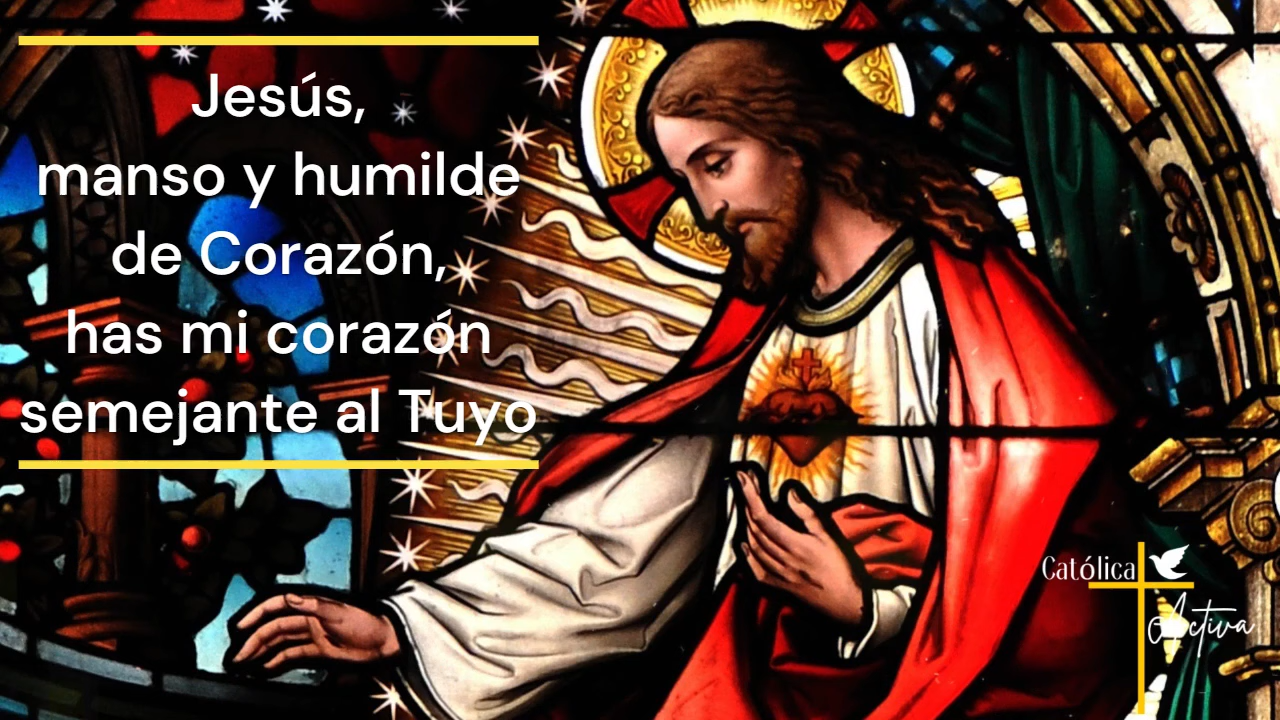 Jesús,
manso y humilde
de Corazón,
has mi corazón
semejante al Tuyo
Católica
Activa